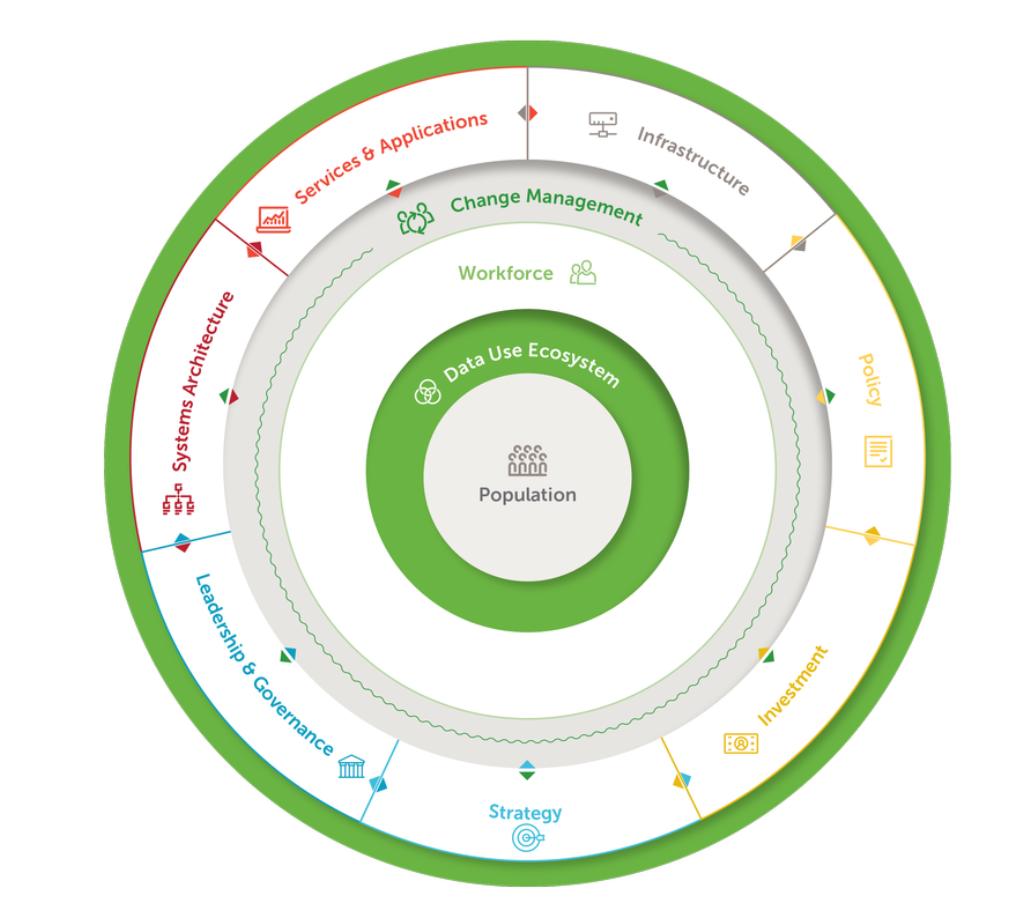 Services & Applications
Infrastructure
Change Management
Workforce
Data Use Ecosystem
Population
Systems Architecture
Policy
Leadership & Governance
Investment
Strategy